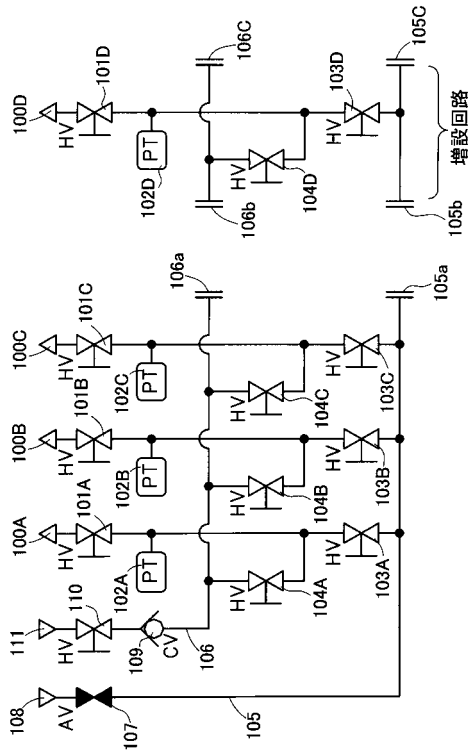 108
AV
107
105
111
HV
110
109
CV
106
100A
HV
101A
102A
PT
HV
104A
HV
103A
100B
HV
101B
102B
PT
HV
104B
HV
103B
100C
HV
101C
102C
PT
HV
104C
HV
103C
106a
105a
100D
HV
101D
102D
PT
106b
106C
HV
104D
HV
103D
105b
105C
増設回路